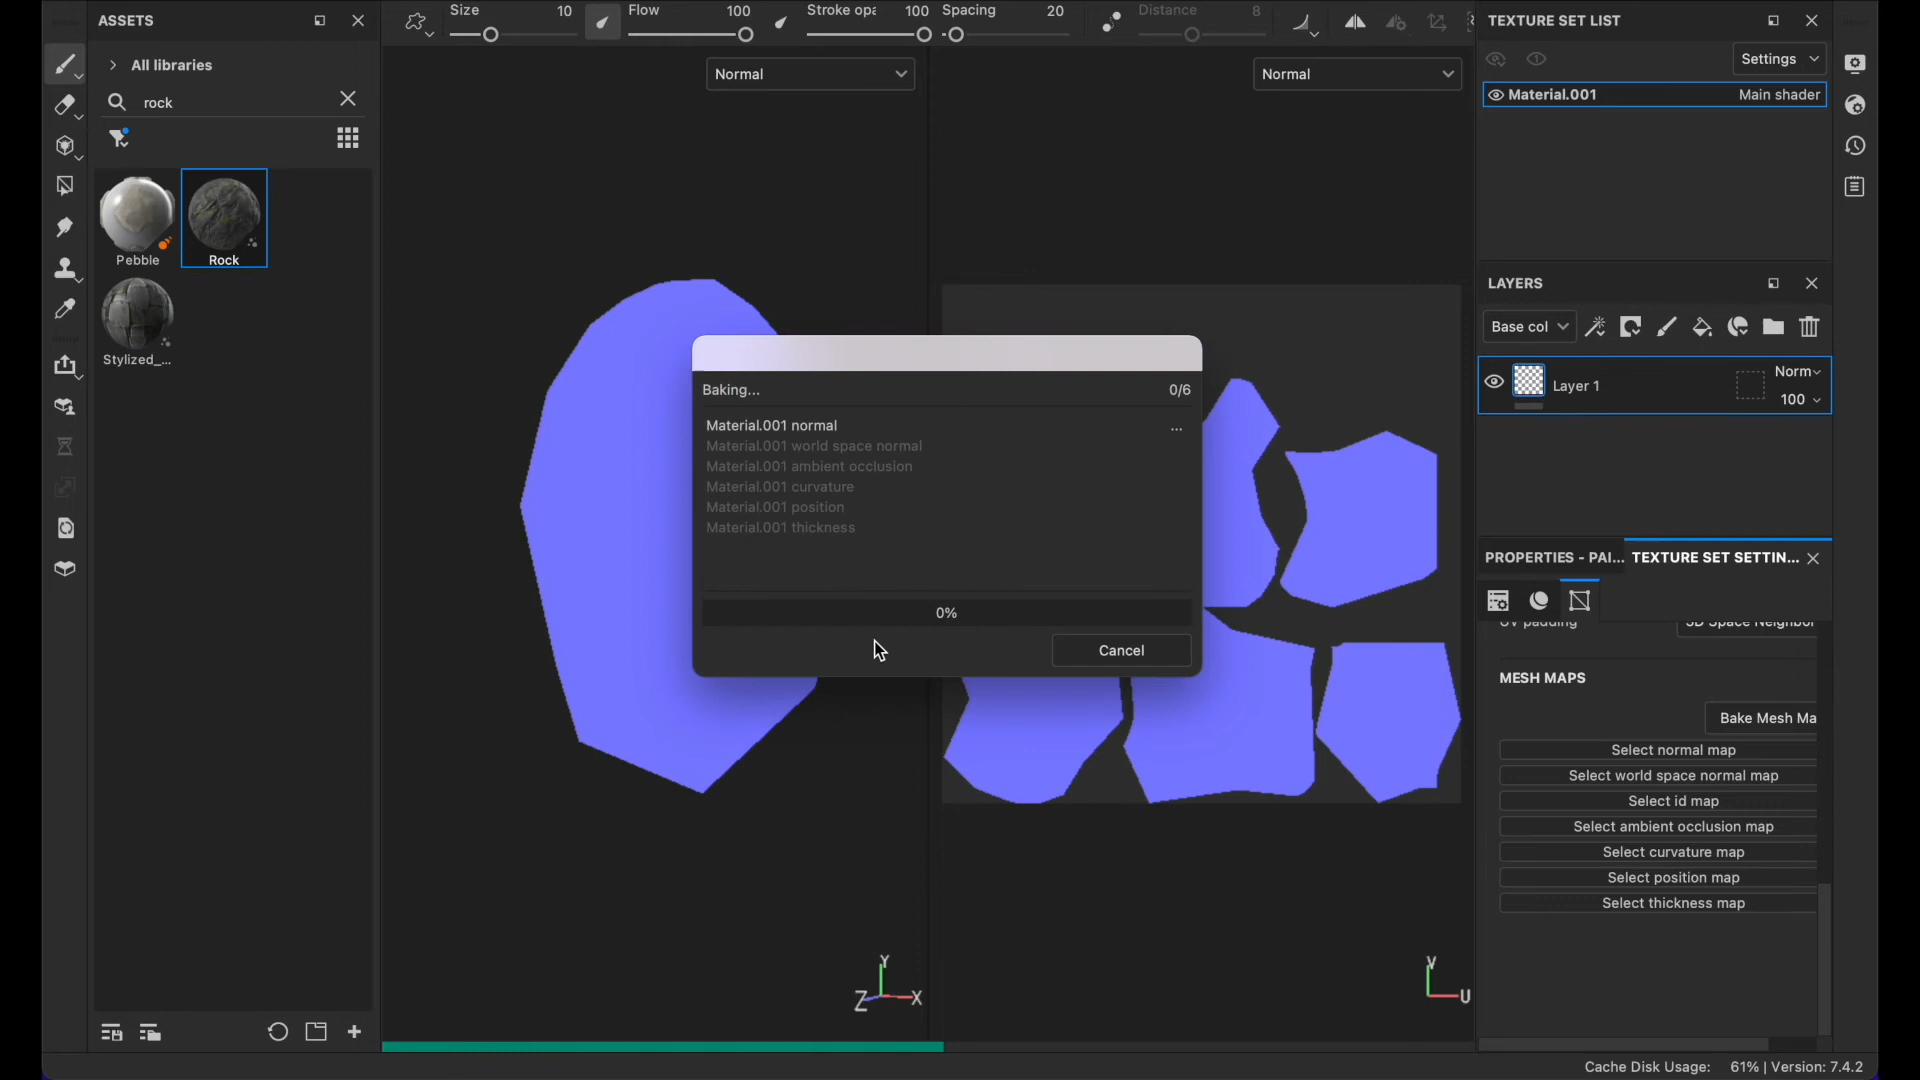 ASSETS
All libraries
rock
Pebble
Rock
Stylized_...
Size 10
Flow 100
Stroke opa 100
Spacing 20
Distance 8
Normal
Normal
Baking... 0/6
Material.001 normal ...
Material.001 world space normal
Material.001 ambient occlusion
Material.001 curvature
Material.001 position
Material.001 thickness
0%
Cancel
Y
Z X
V
U
TEXTURE SET LIST
Settings
Material.001 Main shader
LAYERS
Base col
Layer 1
Norm
100
PROPERTIES - PAI... TEXTURE SET SETTIN...
UV padding 3D Space Neighbor
MESH MAPS
Bake Mesh Ma
Select normal map
Select world space normal map
Select id map
Select ambient occlusion map
Select curvature map
Select position map
Select thickness map
Cache Disk Usage: 61% | Version: 7.4.2